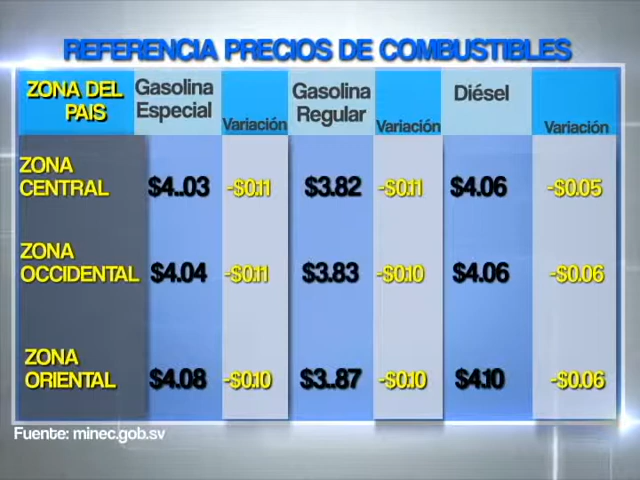 REFERENCIA PRECIOS DE COMBUSTIBLES
ZONA DEL PAIS Gasolina Especial Variación Gasolina Regular Variación Diésel Variación
ZONA CENTRAL $4..03 -$0.11 $3.82 -$0.11 $4.06 -$0.05
ZONA OCCIDENTAL $4.04 -$0.11 $3.83 -$0.10 $4.06 -$0.06
ZONA ORIENTAL $4.08 -$0.10 $3..87 -$0.10 $4.10 -$0.06
Fuente: minec.gob.sv